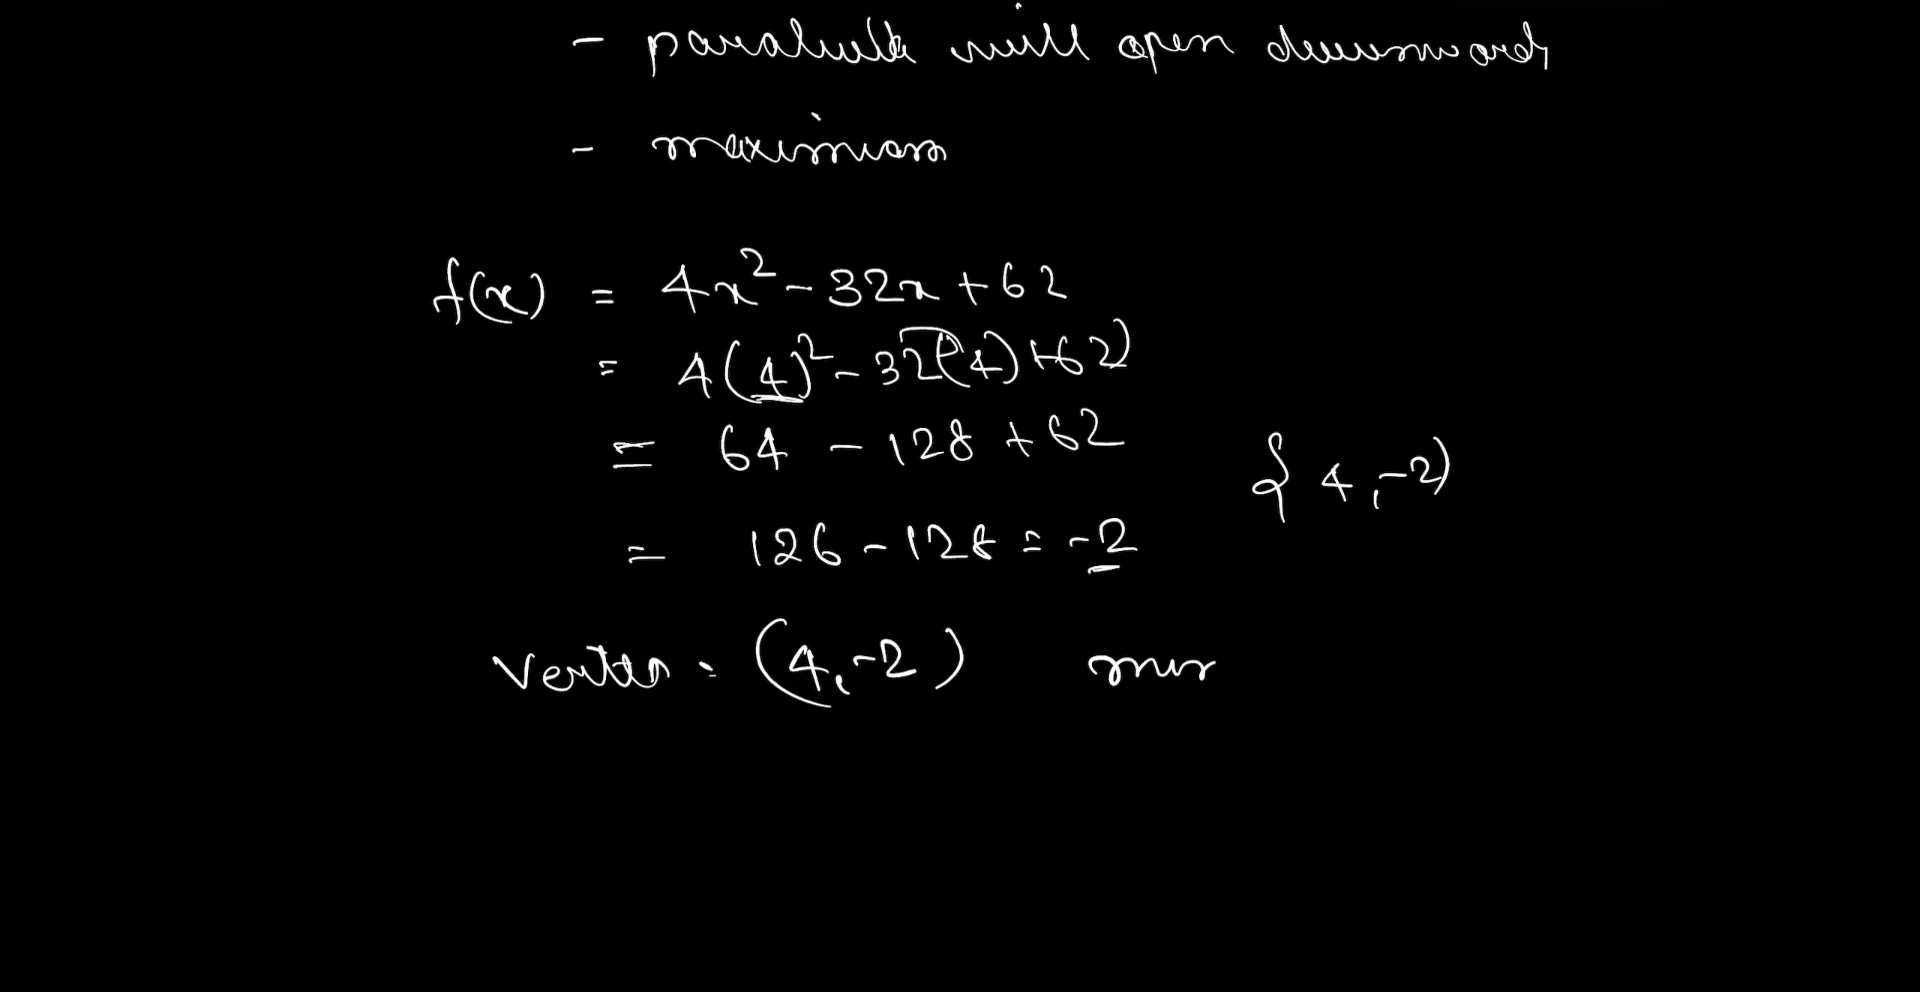 - parabola will open downwards
- maximum
f(x) = 4x² - 32x + 62
= 4(4)² - 32(4) + 62)
= 64 - 128 + 62
{ 4, -2)
= 126 - 128 = -2
Vertex = (4, -2) min